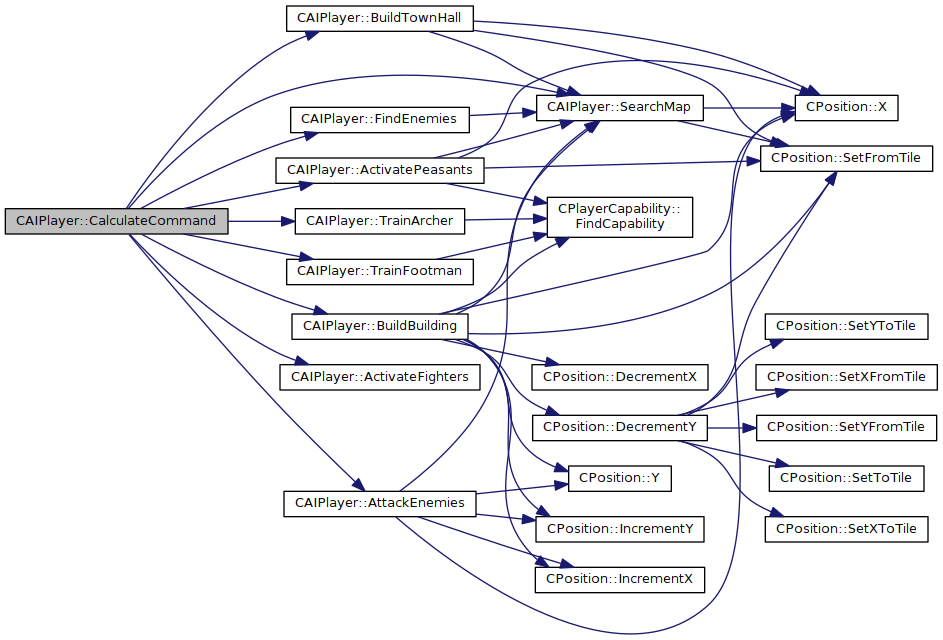 CAIPlayer::CalculateCommand
CAIPlayer::BuildTownHall
CAIPlayer::FindEnemies
CAIPlayer::ActivatePeasants
CAIPlayer::TrainArcher
CAIPlayer::TrainFootman
CAIPlayer::BuildBuilding
CAIPlayer::ActivateFighters
CAIPlayer::AttackEnemies
CAIPlayer::SearchMap
CPlayerCapability::
FindCapability
CPosition::DecrementX
CPosition::DecrementY
CPosition::Y
CPosition::IncrementY
CPosition::IncrementX
CPosition::X
CPosition::SetFromTile
CPosition::SetYToTile
CPosition::SetXFromTile
CPosition::SetYFromTile
CPosition::SetToTile
CPosition::SetXToTile